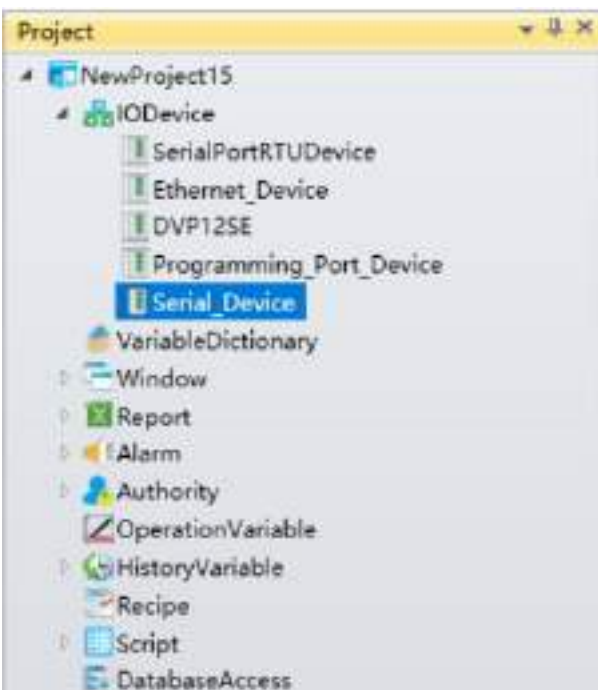 Project
NewProject15
IODevice
SerialPortRTUDevice
Ethernet_Device
DVP12SE
Programming_Port_Device
Serial_Device
VariableDictionary
Window
Report
Alarm
Authority
OperationVariable
HistoryVariable
Recipe
Script
DatabaseAccess